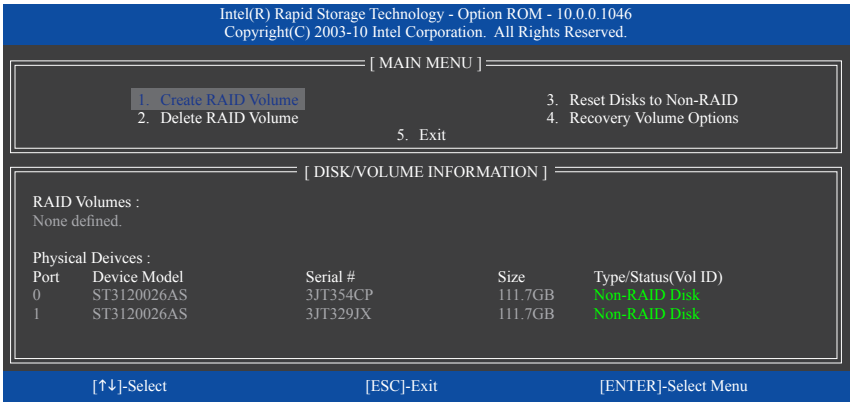 Intel(R) Rapid Storage Technology - Option ROM - 10.0.0.1046
Copyright(C) 2003-10 Intel Corporation.  All Rights Reserved.
[ MAIN MENU ]
1.  Create RAID Volume
3.  Reset Disks to Non-RAID
2.  Delete RAID Volume
4.  Recovery Volume Options
5.  Exit
[ DISK/VOLUME INFORMATION ]
RAID Volumes :
None defined.
Physical Deivces :
Port Device Model Serial # Size Type/Status(Vol ID)
0 ST3120026AS 3JT354CP 111.7GB Non-RAID Disk
1 ST3120026AS 3JT329JX 111.7GB Non-RAID Disk
[↑↓]-Select [ESC]-Exit [ENTER]-Select Menu